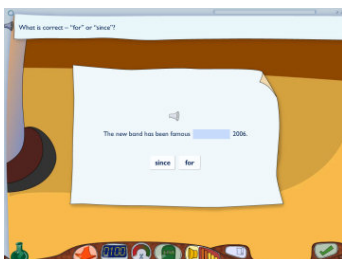 What is correct – "for" or "since"?
The new band has been famous 2006.
since for
0100